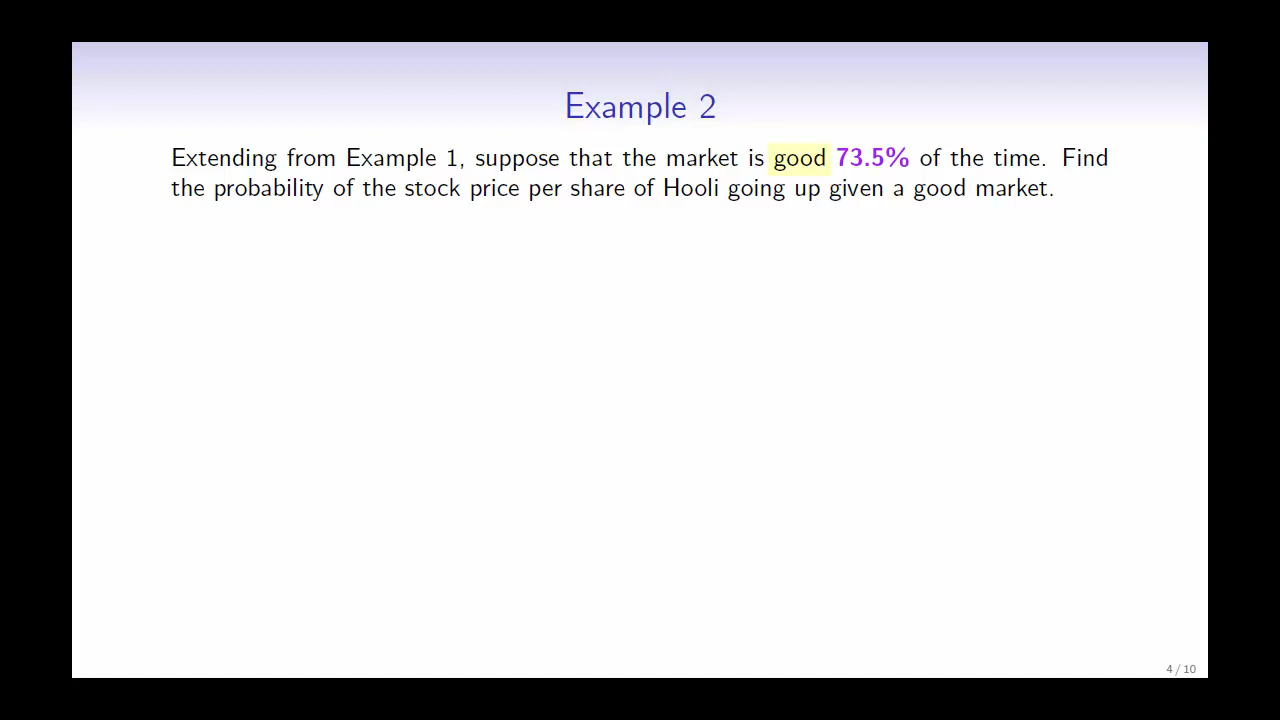 Example 2
Extending from Example 1, suppose that the market is good 73.5% of the time. Find
the probability of the stock price per share of Hooli going up given a good market.
4 / 10